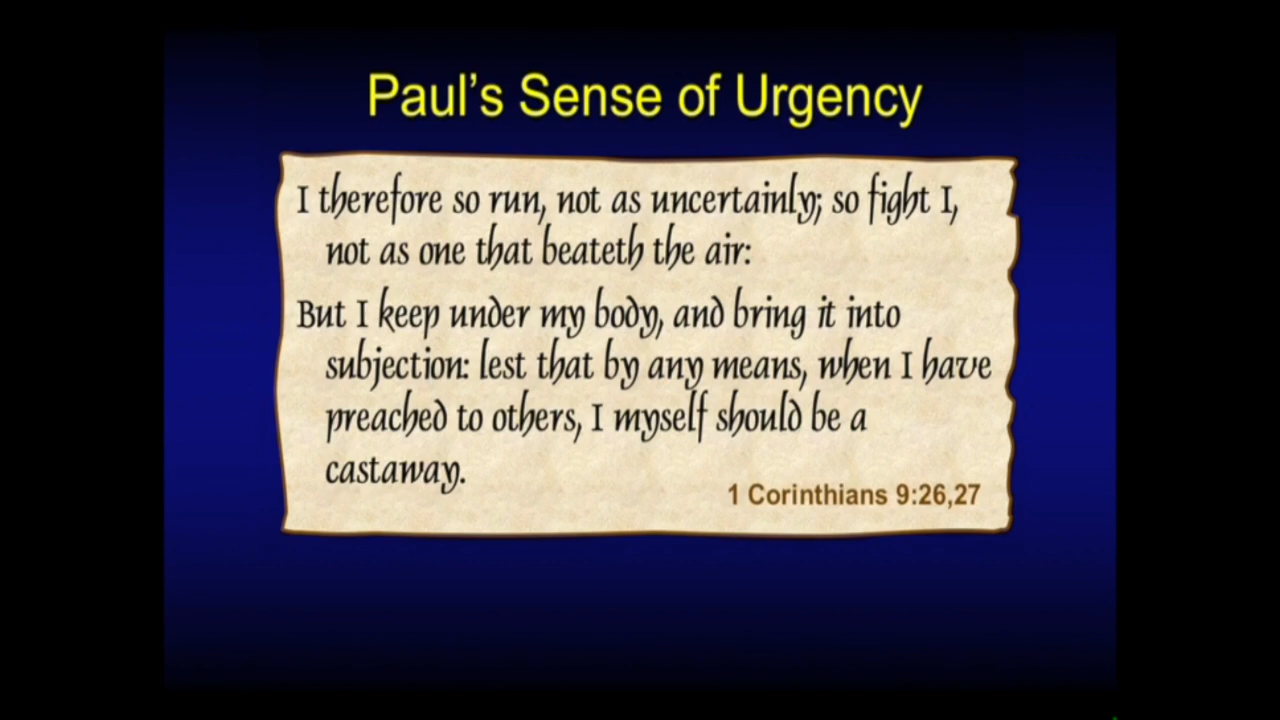 Paul's Sense of Urgency
I therefore so run, not as uncertainly; so fight I,
not as one that beateth the air:
But I keep under my body, and bring it into
subjection: lest that by any means, when I have
preached to others, I myself should be a
castaway.
1 Corinthians 9:26,27